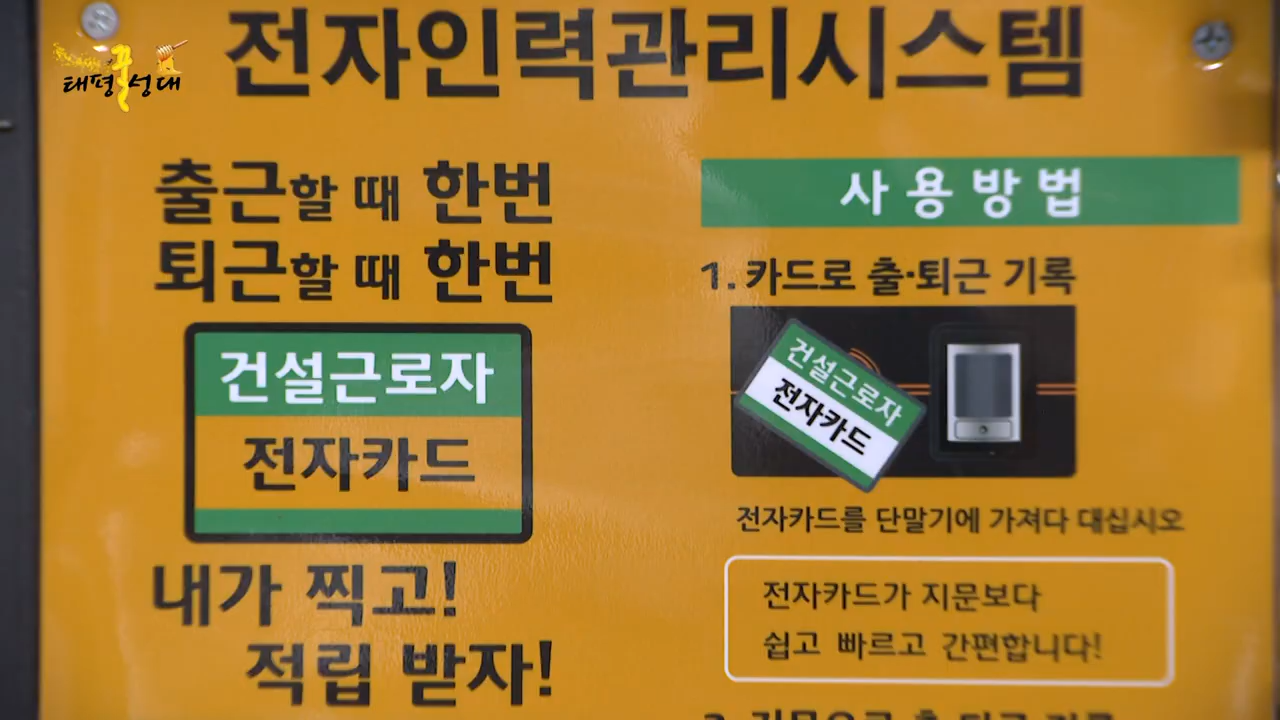 태평꿀성대
전자인력관리시스템
출근할 때 한번
퇴근할 때 한번
건설근로자
전자카드
내가 찍고!
적립 받자!
사용방법
1. 카드로 출·퇴근 기록
건설근로자
전자카드
전자카드를 단말기에 가져다 대십시오
전자카드가 지문보다
쉽고 빠르고 간편합니다!